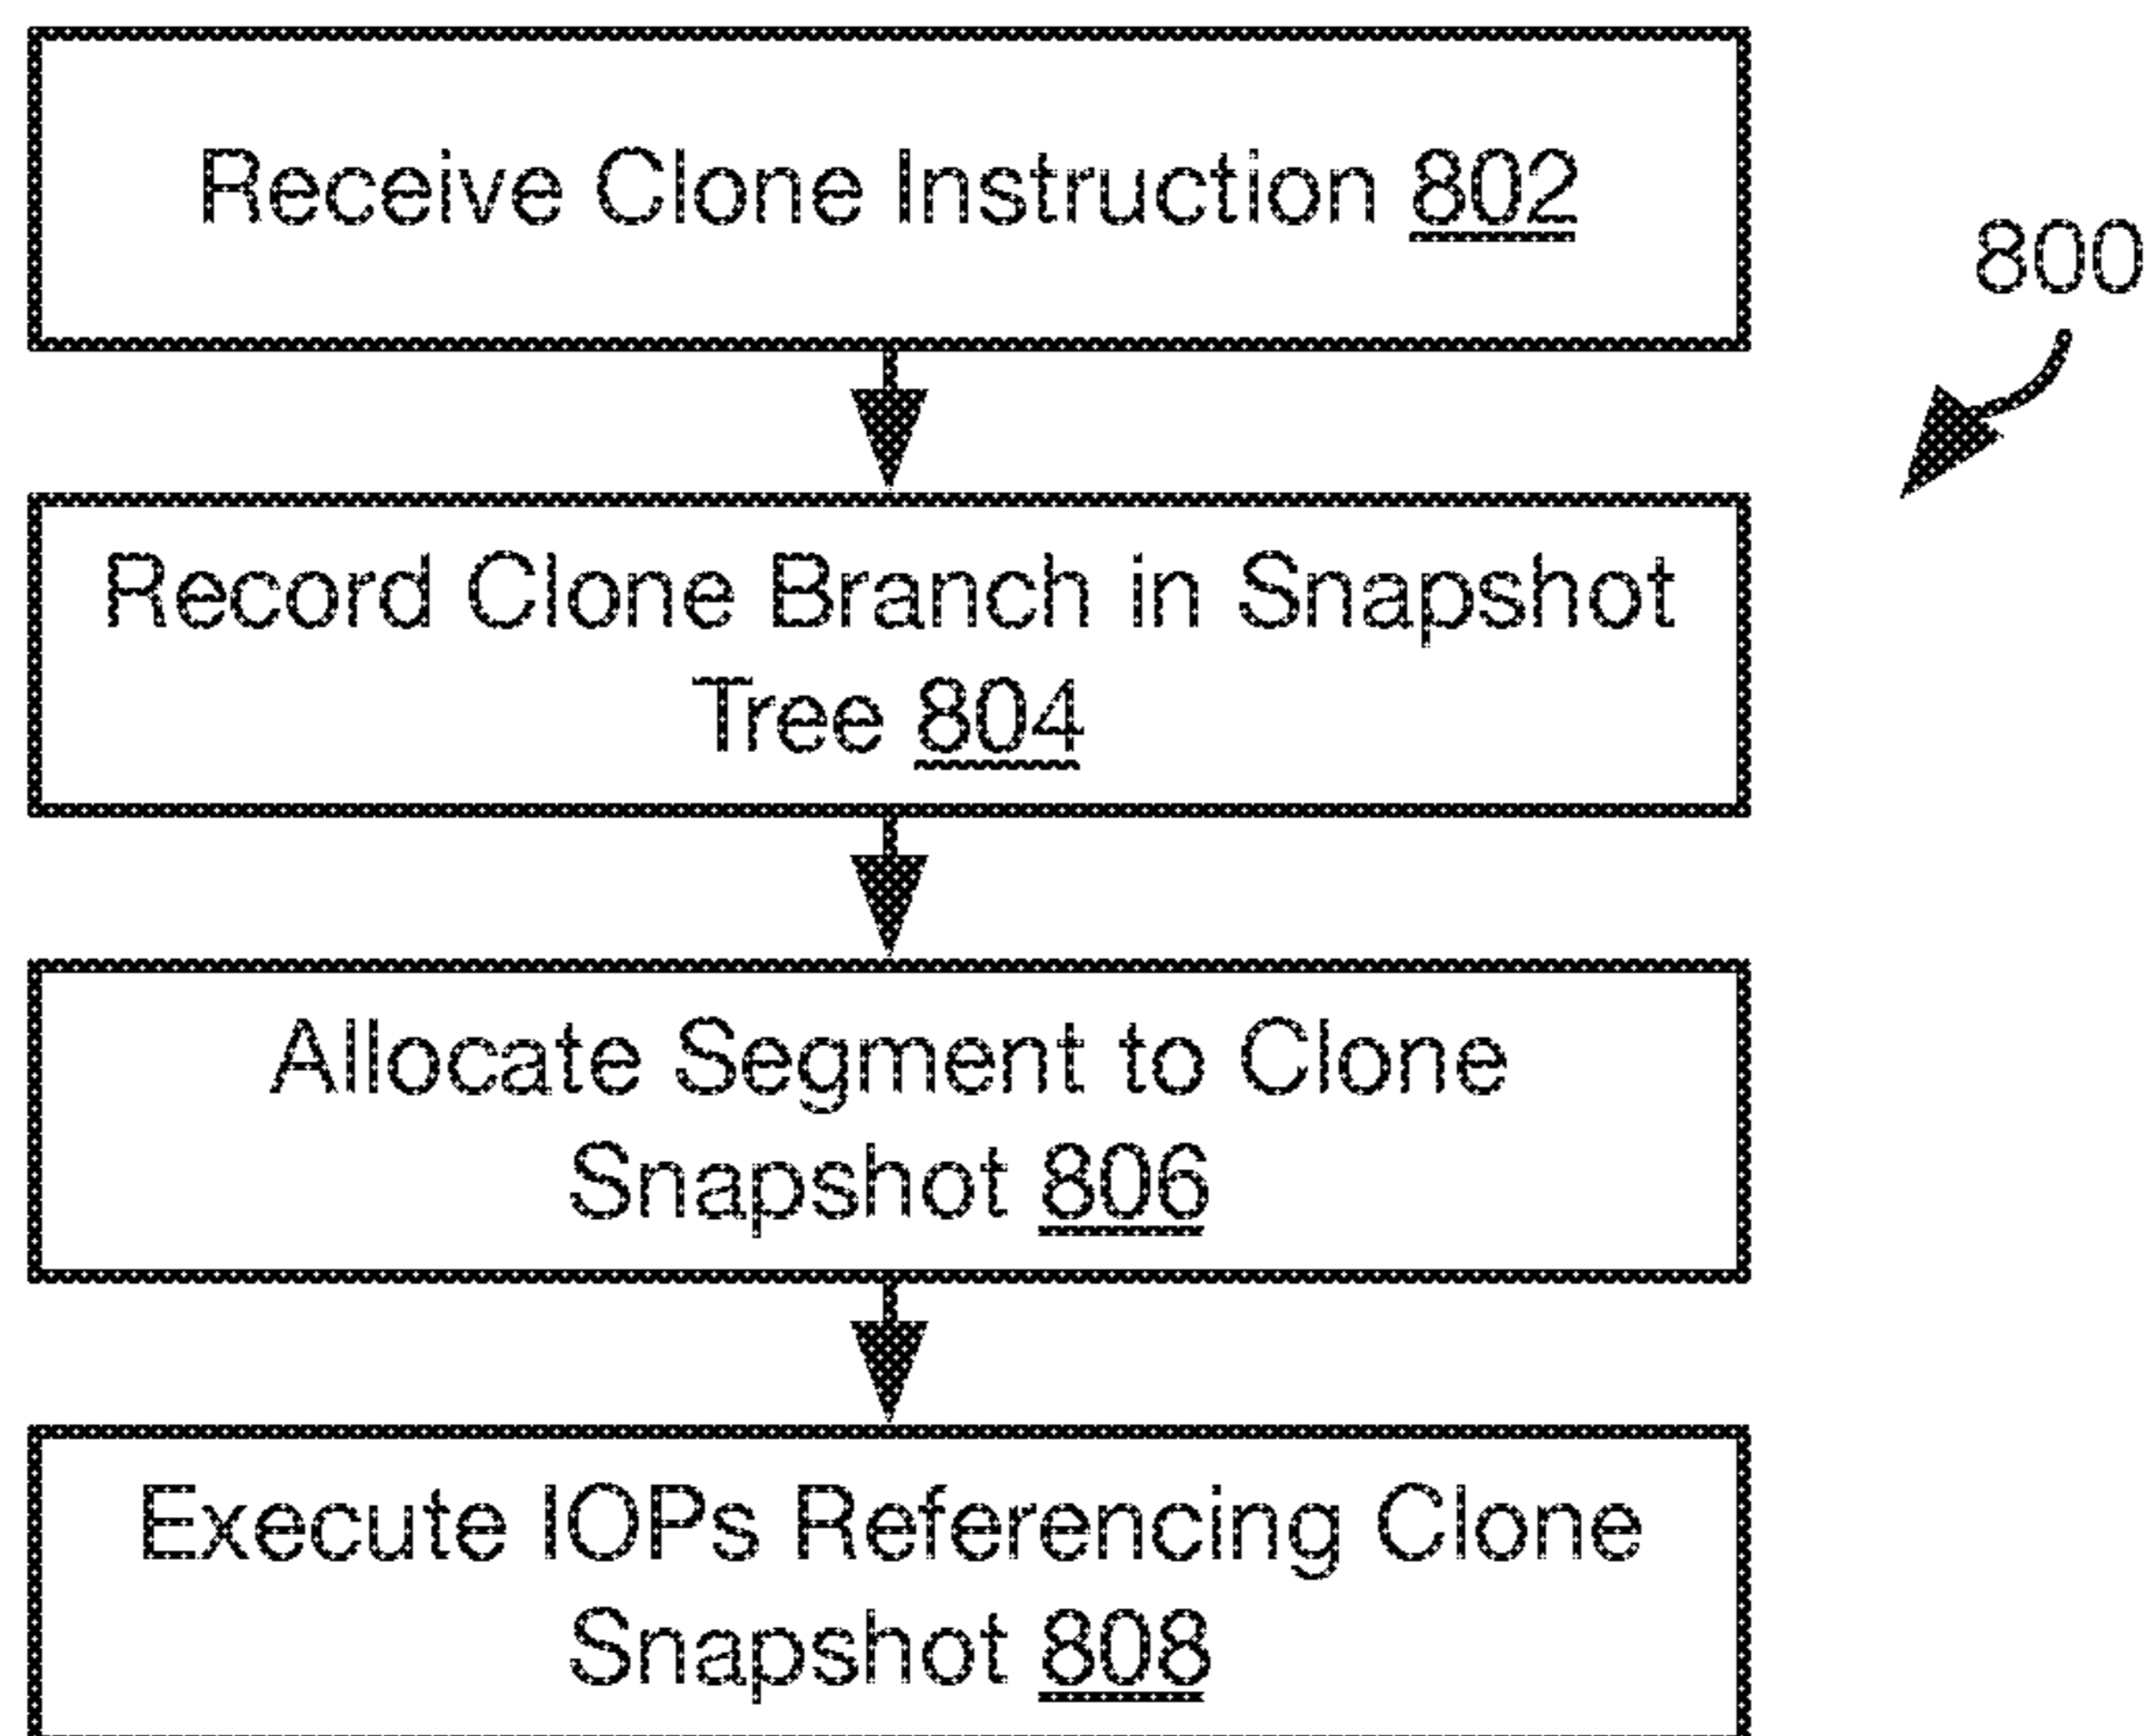 Receive Clone Instruction 802
800
Record Clone Branch in Snapshot
Tree 804
Allocate Segment to Clone
Snapshot 806
Execute IOPs Referencing Clone
Snapshot 808